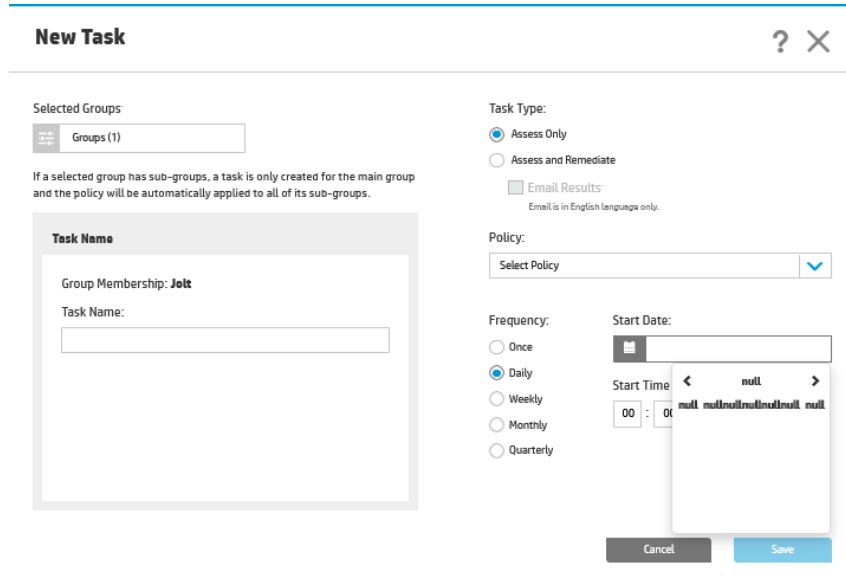 New Task
?
Selected Groups
Groups (1)
If a selected group has sub-groups, a task is only created for the main group
and the policy will be automatically applied to all of its sub-groups.
Task Name
Group Membership: Jolt
Task Name:
Task Type:
Assess Only
Assess and Remediate
Email Results
Email is in English language only.
Policy:
Select Policy
Frequency:
Once
Daily
Weekly
Monthly
Quarterly
Start Date:
Start Time
00 : 00
null
null nullnullnullnullnull null
Cancel
Save